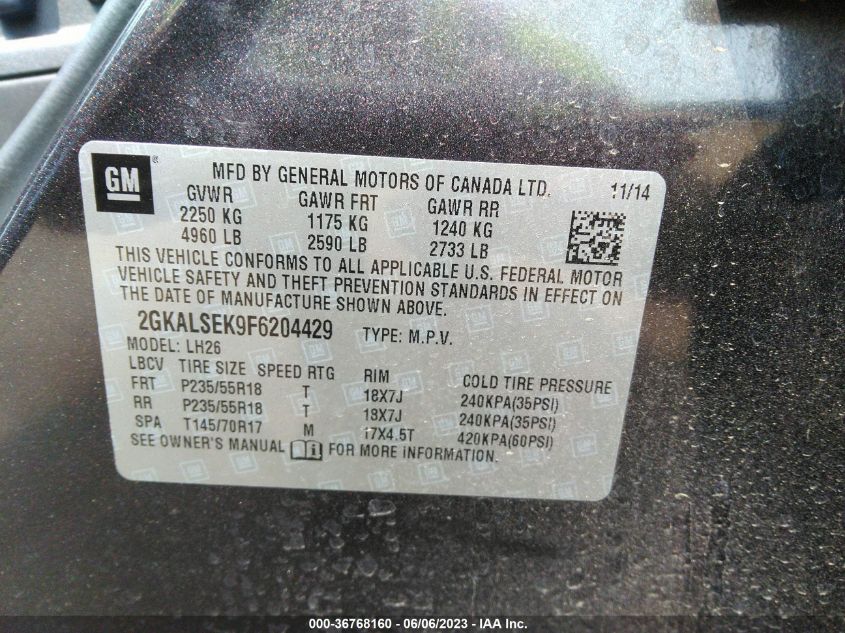 GM ®
MFD BY GENERAL MOTORS OF CANADA LTD. 11/14
GVWR GAWR FRT GAWR RR
2250 KG 1175 KG 1240 KG
4960 LB 2590 LB 2733 LB
THIS VEHICLE CONFORMS TO ALL APPLICABLE U.S. FEDERAL MOTOR
VEHICLE SAFETY AND THEFT PREVENTION STANDARDS IN EFFECT ON
THE DATE OF MANUFACTURE SHOWN ABOVE.
2GKALSEK9F6204429 TYPE: M.P.V.
MODEL: LH26
LBCV TIRE SIZE SPEED RTG RIM COLD TIRE PRESSURE
FRT P235/55R18 T 18X7J 240KPA(35PSI)
RR P235/55R18 T 18X7J 240KPA(35PSI)
SPA T145/70R17 M 17X4.5T 420KPA(60PSI)
SEE OWNER'S MANUAL i FOR MORE INFORMATION.
000-36768160 - 06/06/2023 - IAA Inc.